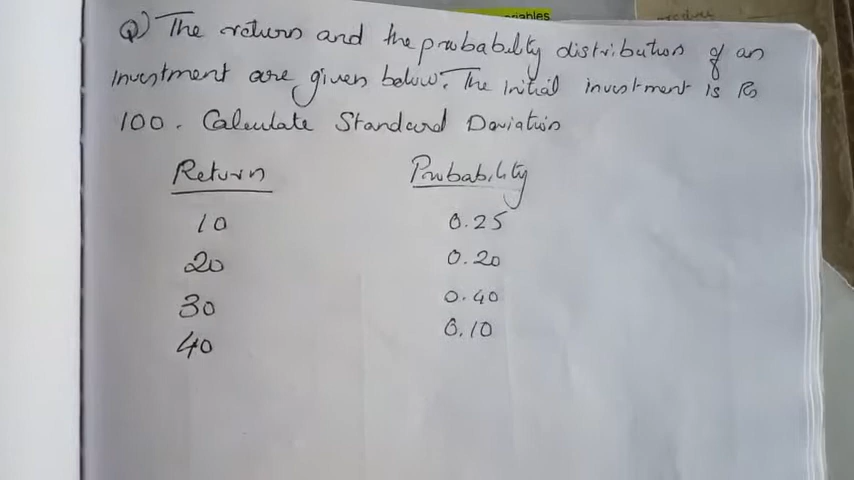 ariables
Q) The return and the probability distribution of an
investment are given below. The initial investment is Rs
100. Calculate Standard Deviation
Return Probability
10 0.25
20 0.20
30 0.40
40 0.10